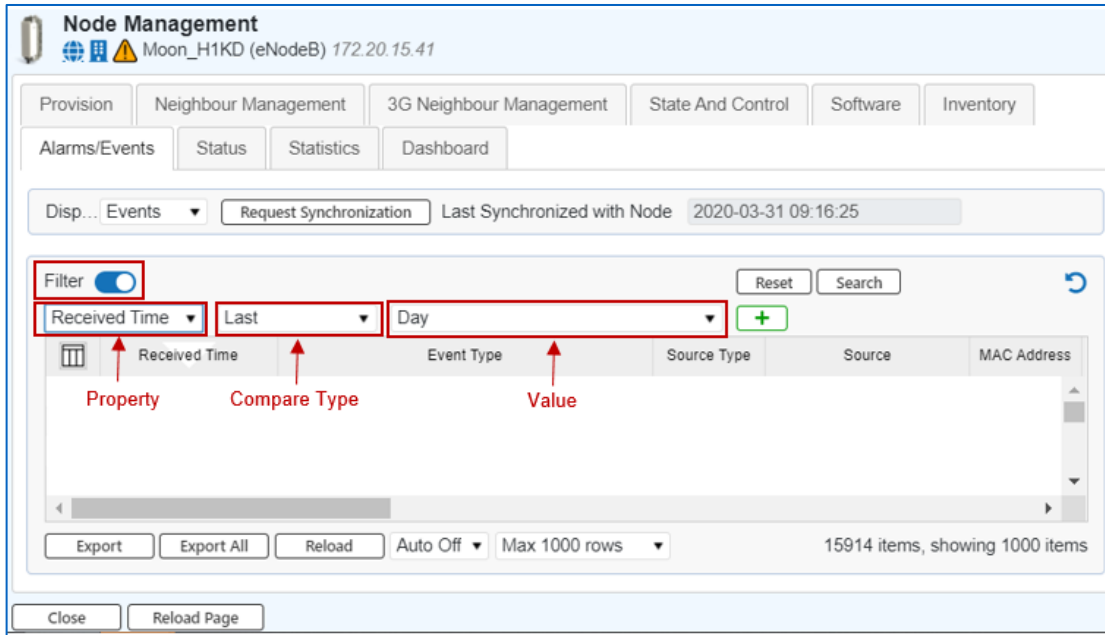 Node Management
Moon_H1KD (eNodeB) 172.20.15.41
Provision Neighbour Management 3G Neighbour Management State And Control Software Inventory
Alarms/Events Status Statistics Dashboard
Disp... Events Request Synchronization Last Synchronized with Node 2020-03-31 09:16:25
Filter Reset Search
Received Time Last Day +
Received Time Event Type Source Type Source MAC Address
Property Compare Type Value
Export Export All Reload Auto Off Max 1000 rows 15914 items, showing 1000 items
Close Reload Page